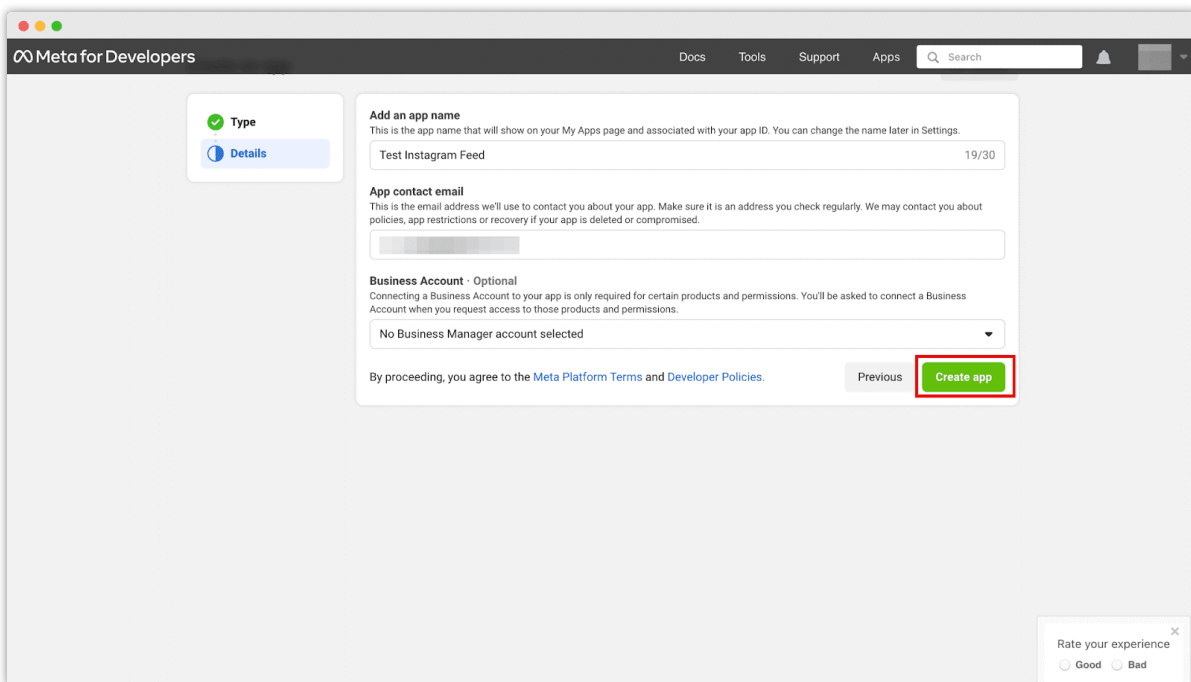 Meta for Developers
Docs
Tools
Support
Apps
Search
Type
Details
Add an app name
This is the app name that will show on your My Apps page and associated with your app ID. You can change the name later in Settings.
Test Instagram Feed
19/30
App contact email
This is the email address we'll use to contact you about your app. Make sure it is an address you check regularly. We may contact you about
policies, app restrictions or recovery if your app is deleted or compromised.
Business Account · Optional
Connecting a Business Account to your app is only required for certain products and permissions. You'll be asked to connect a Business
Account when you request access to those products and permissions.
No Business Manager account selected
By proceeding, you agree to the Meta Platform Terms and Developer Policies.
Previous
Create app
Rate your experience
Good
Bad